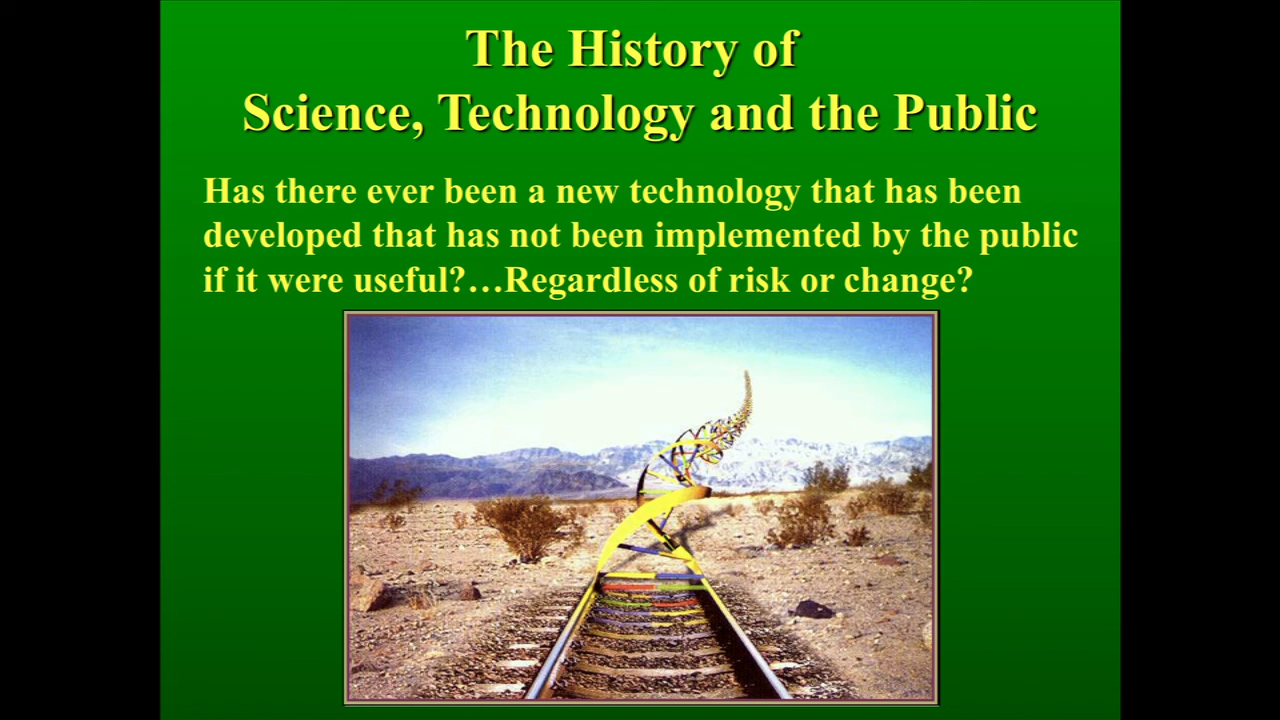 The History of
Science, Technology and the Public
Has there ever been a new technology that has been
developed that has not been implemented by the public
if it were useful?…Regardless of risk or change?